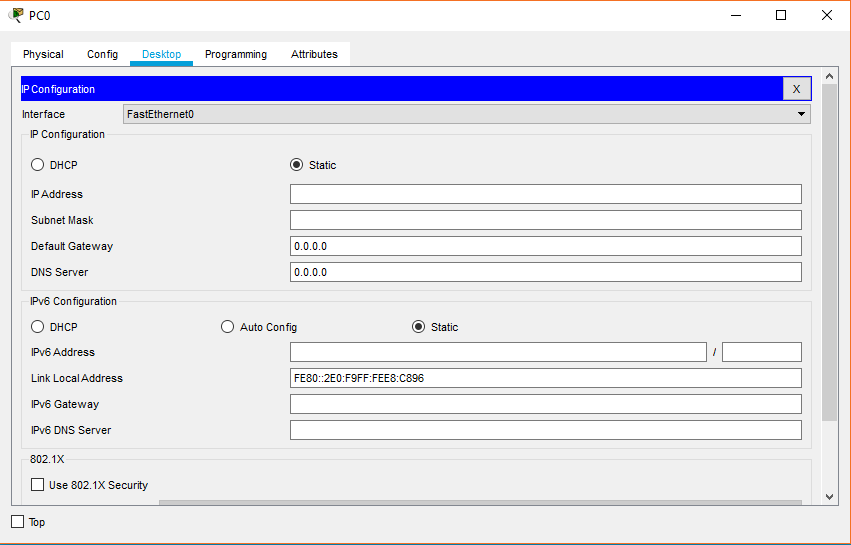 PC0
Physical Config Desktop Programming Attributes
IP Configuration X
Interface FastEthernet0
IP Configuration
DHCP Static
IP Address
Subnet Mask
Default Gateway 0.0.0.0
DNS Server 0.0.0.0
IPv6 Configuration
DHCP Auto Config Static
IPv6 Address /
Link Local Address FE80::2E0:F9FF:FEE8:C896
IPv6 Gateway
IPv6 DNS Server
802.1X
Use 802.1X Security
Top